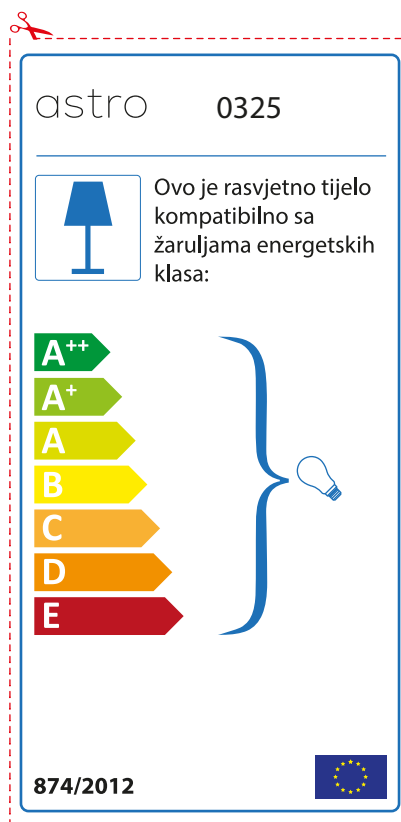 astro 0325
Ovo je rasvjetno tijelo
kompatibilno sa
žaruljama energetskih
klasa:
A++
A+
A
B
C
D
E
874/2012